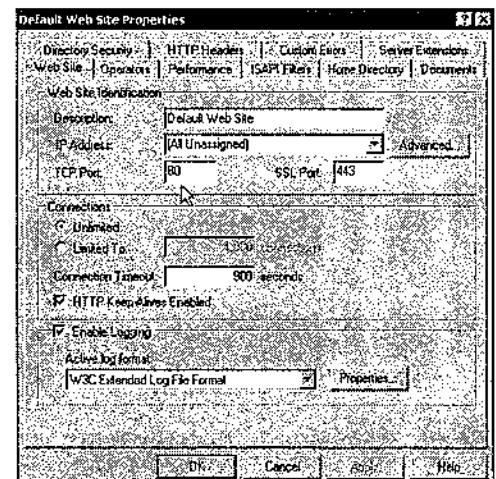 Default Web Site Properties
Directory Security HTTP Headers Custom Errors Server Extensions
Web Site Operators Performance ISAPI Filters Home Directory Documents
Web Site Identification
Description: Default Web Site
IP Address: (All Unassigned) Advanced...
TCP Port: 80 SSL Port: 443
Connections
Unlimited
Limited To: 1,000 connections
Connection Timeout: 900 seconds
HTTP Keep-Alives Enabled
Enable Logging
Active log format:
W3C Extended Log File Format Properties...
OK Cancel Apply Help